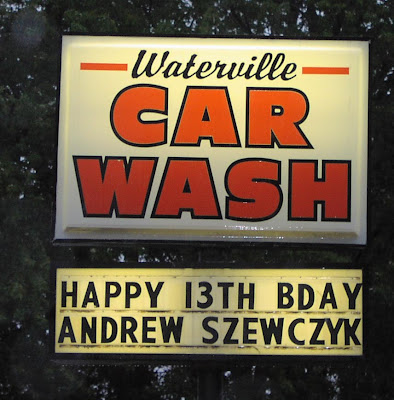 Waterville
CAR
WASH
HAPPY 13TH BDAY
ANDREW SZEWCZYK